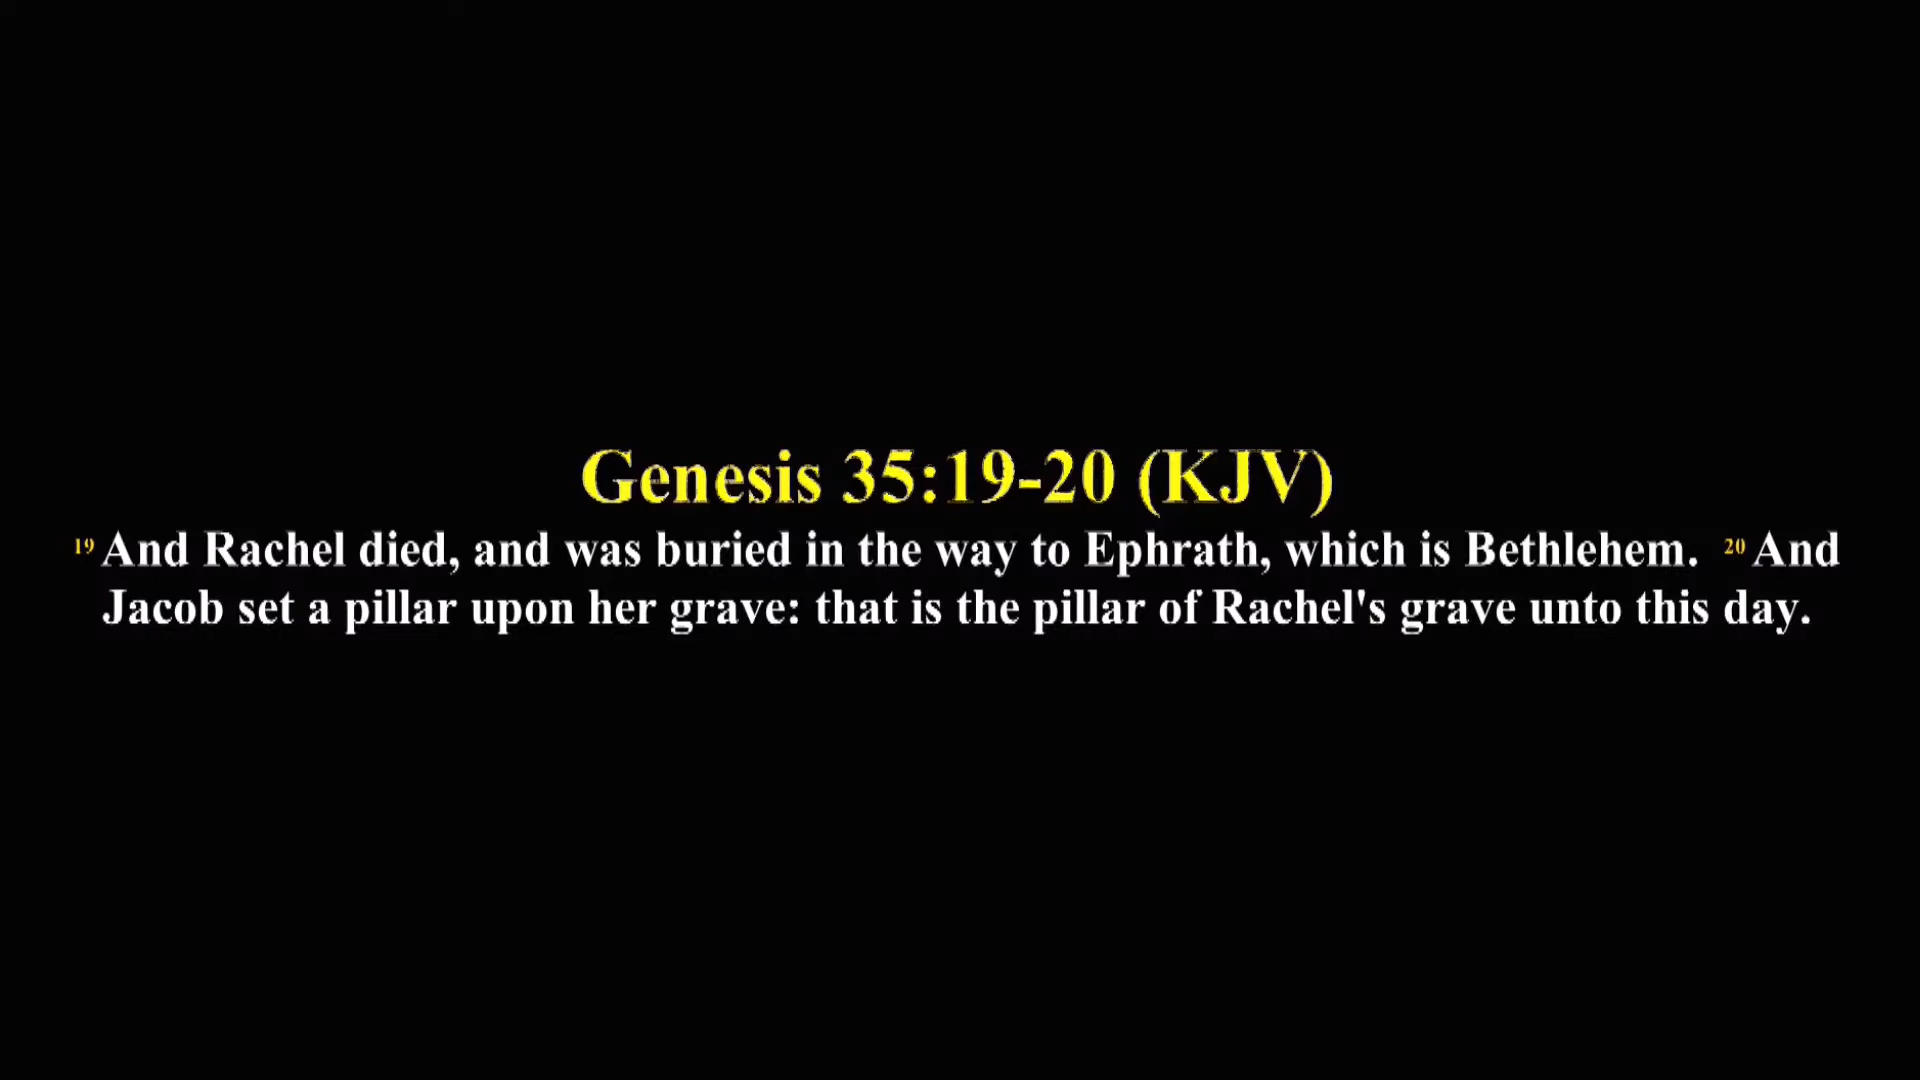 Genesis 35:19-20 (KJV)
19 And Rachel died, and was buried in the way to Ephrath, which is Bethlehem. 20 And
Jacob set a pillar upon her grave: that is the pillar of Rachel's grave unto this day.